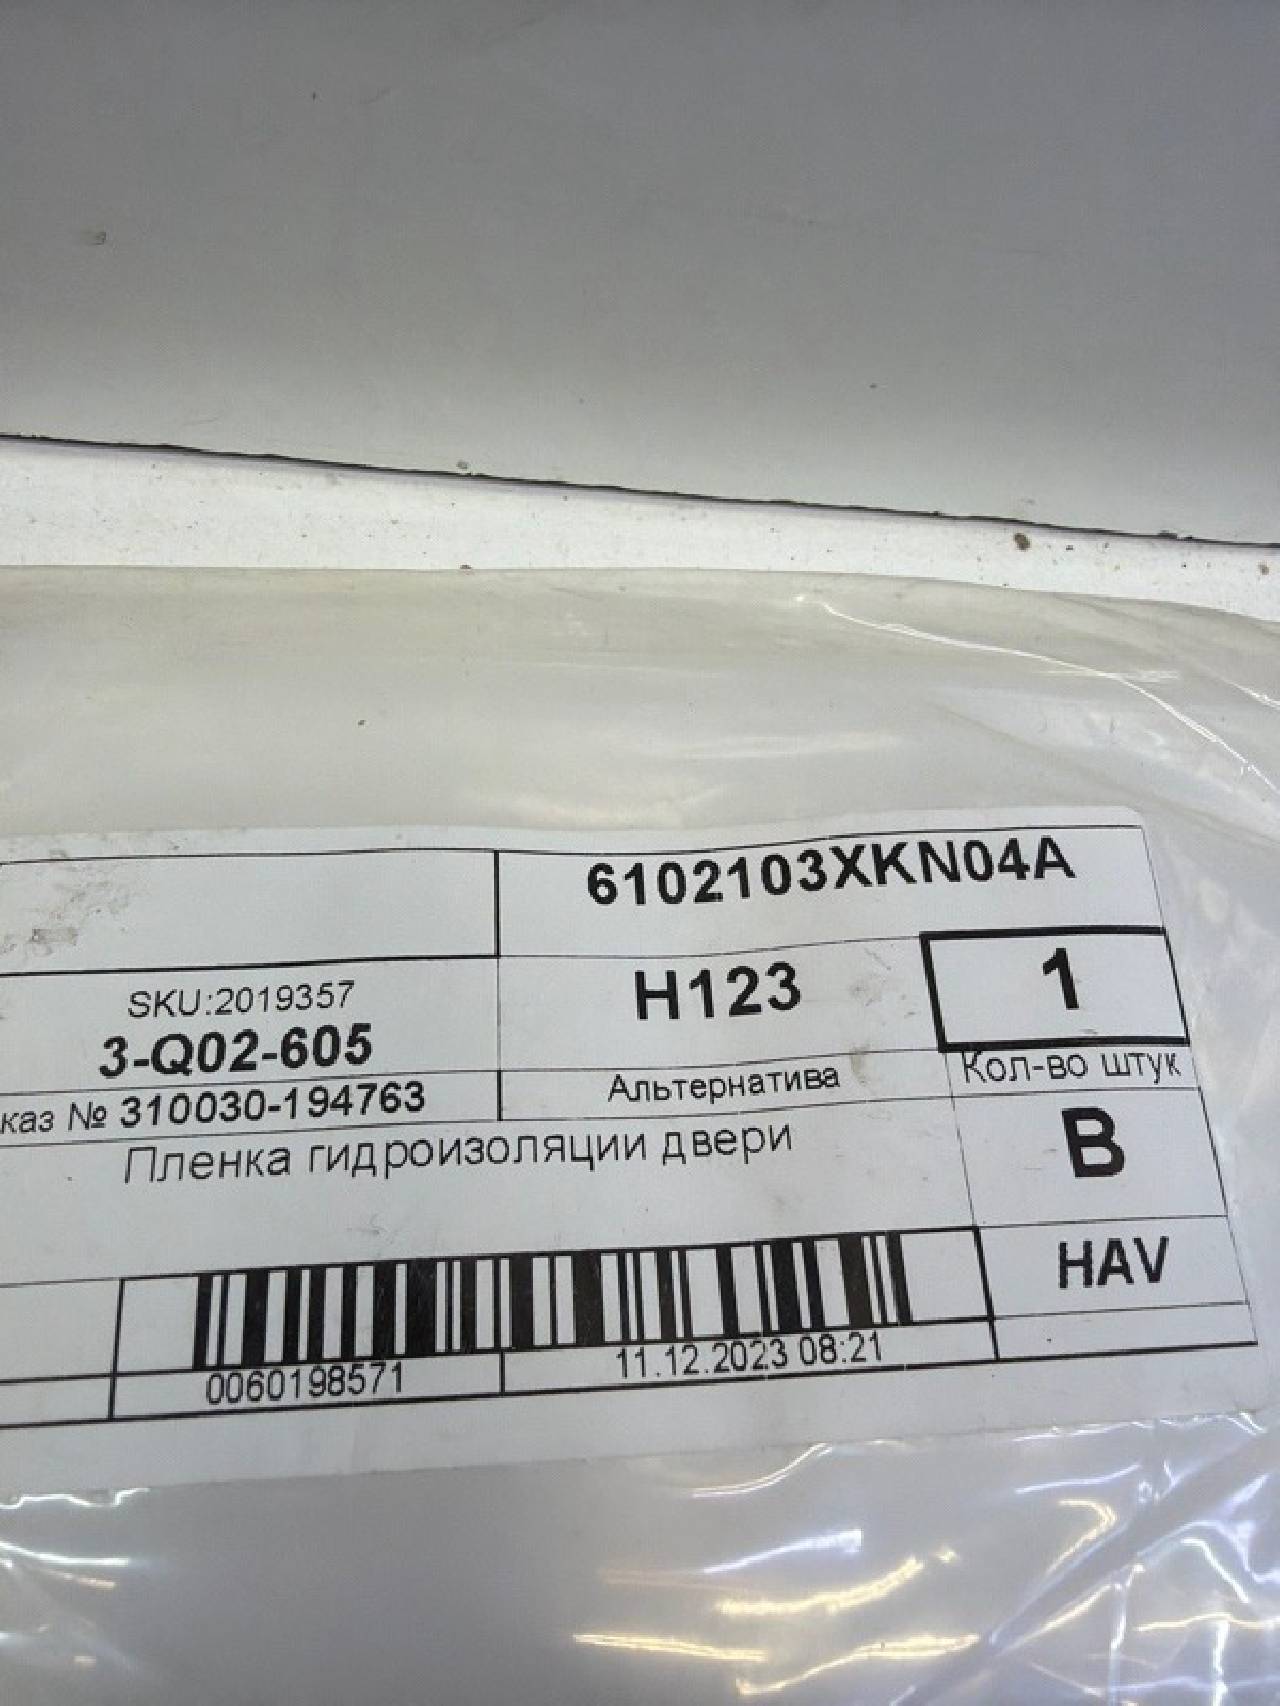 6102103XKN04A
SKU:2019357
3-Q02-605
H123
1
каз № 310030-194763
Альтернатива
Кол-во штук
Пленка гидроизоляции двери
B
HAV
0060198571
11.12.2023 08:21